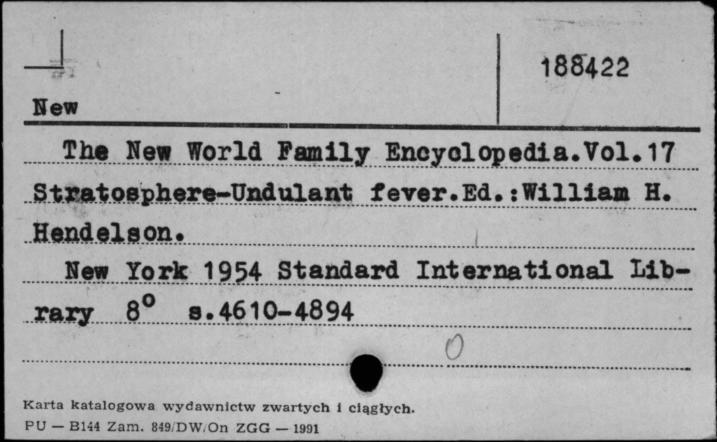 188422
New
The New World Family Encyclopedia.Vol.17
Stratosphere-Undulant fever.Ed.:William H.
Hendelson.
New York 1954 Standard International Lib-
rary 8° s.4610-4894
0
Karta katalogowa wydawnictw zwartych i ciągłych.
PU — B144 Zam. 849/DW/On ZGG — 1991